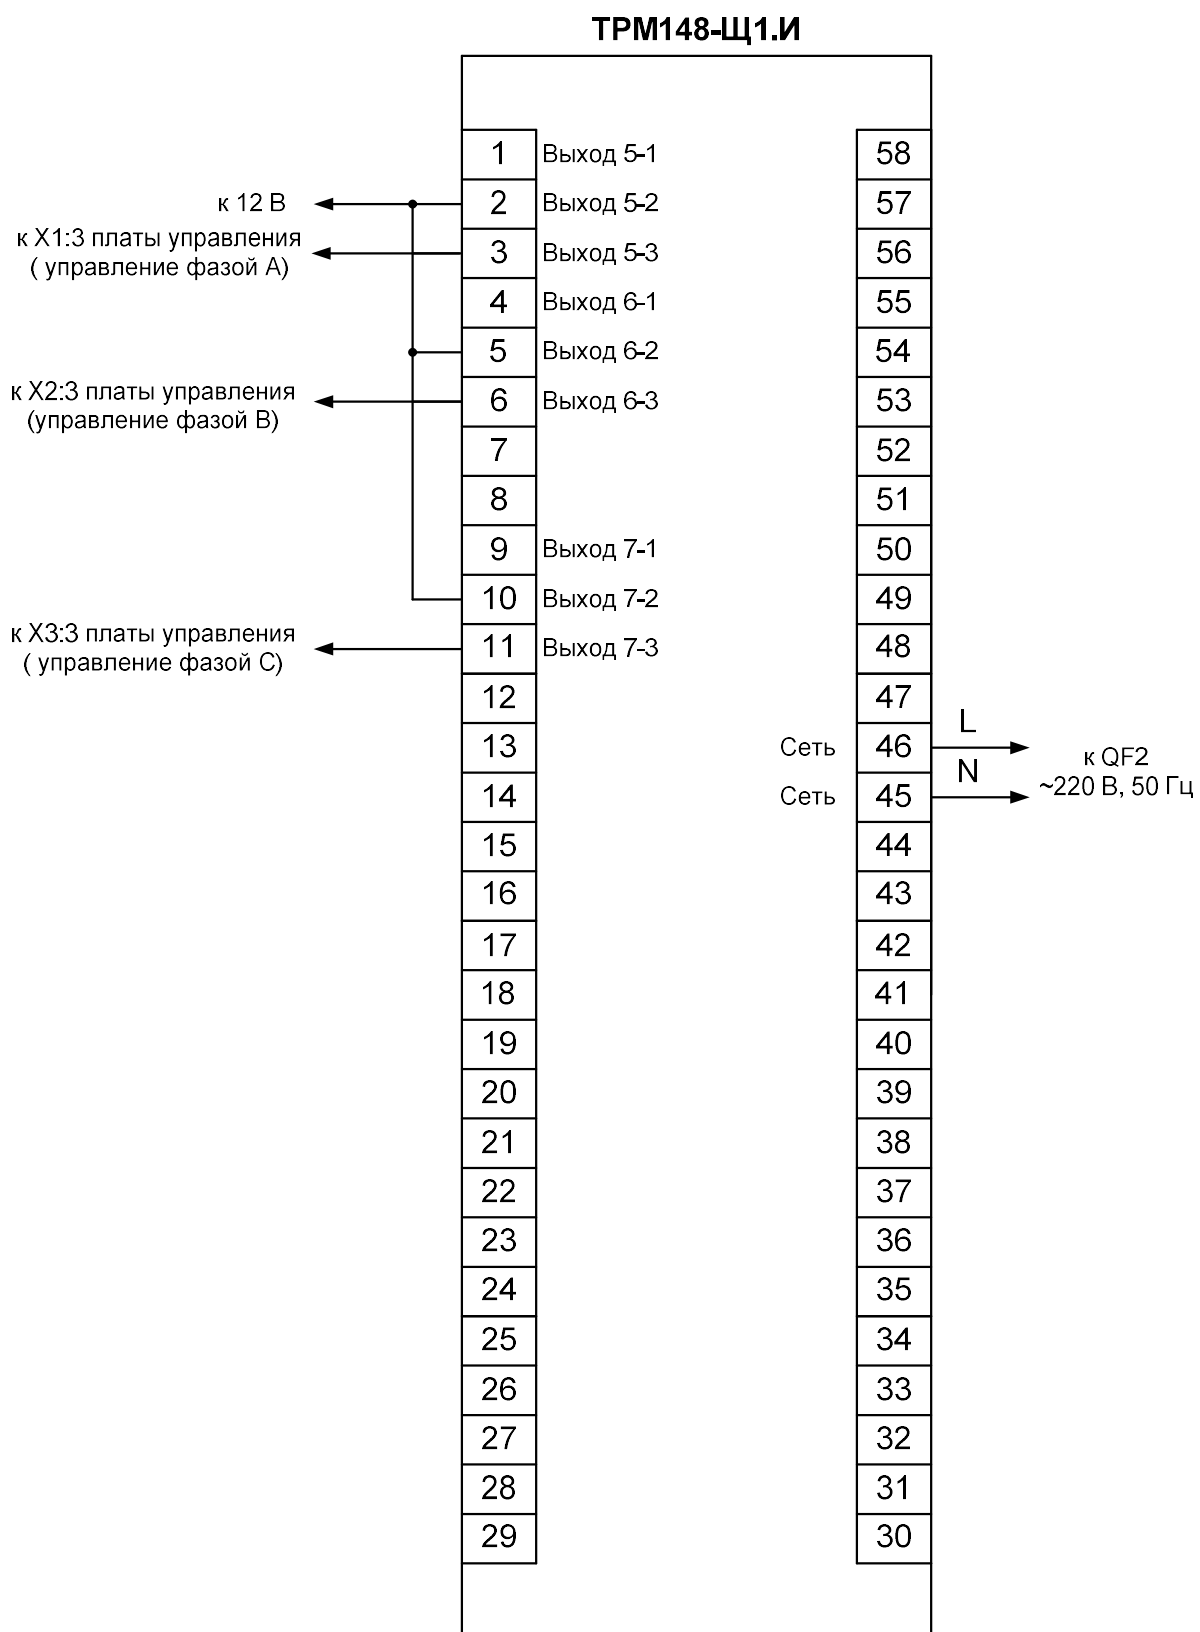 ТРМ148-Щ1.И
1 Выход 5-1 58
к 12 В 2 Выход 5-2 57
к X1:3 платы управления
( управление фазой А)
3 Выход 5-3 56
4 Выход 6-1 55
5 Выход 6-2 54
к X2:3 платы управления
(управление фазой В)
6 Выход 6-3 53
7 52
8 51
9 Выход 7-1 50
10 Выход 7-2 49
к X3:3 платы управления
( управление фазой С)
11 Выход 7-3 48
12 47
13 Сеть 46 L
14 Сеть 45 N
к QF2
~220 В, 50 Гц
15 44
16 43
17 42
18 41
19 40
20 39
21 38
22 37
23 36
24 35
25 34
26 33
27 32
28 31
29 30